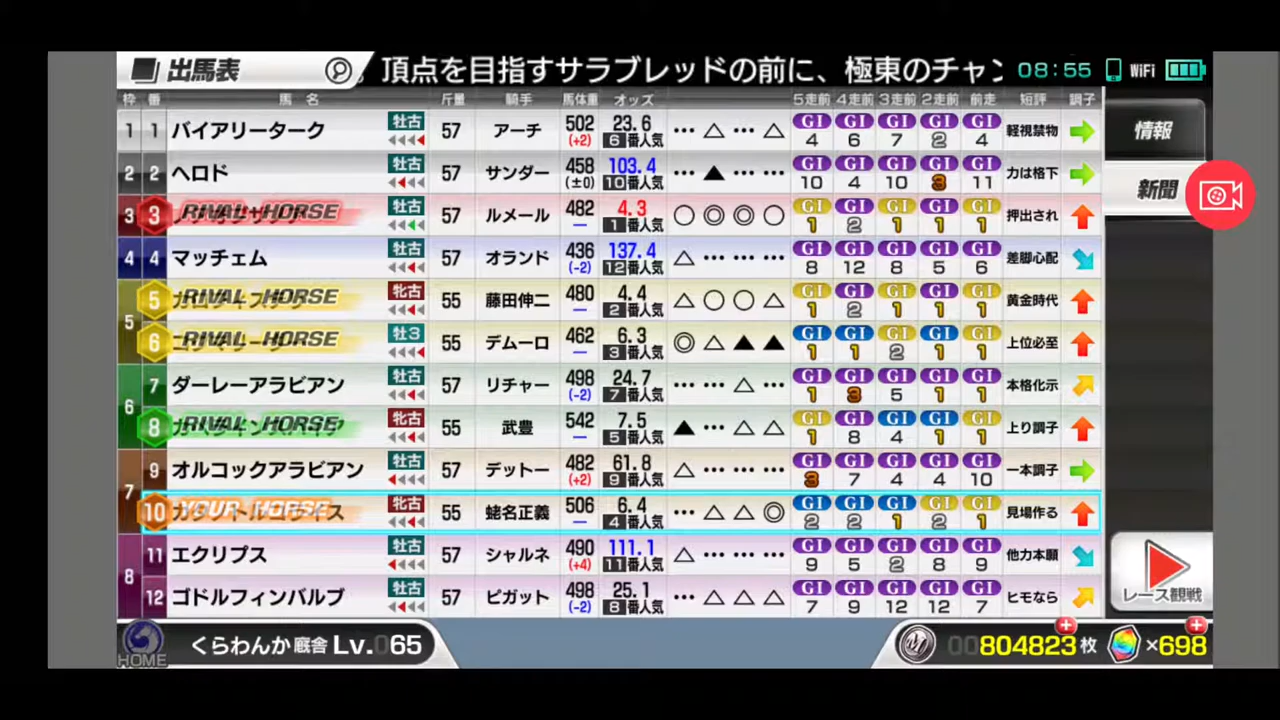 出馬表 頂点を目指すサラブレッドの前に、極東のチャン 08:55 WiFi
枠 番 馬 名 斤量 騎手 馬体重 オッズ 5走前 4走前 3走前 2走前 前走 短評 調子
1 1 バイアリーターク 牡古 57 アーチ 502 (+2) 23.6 6番人気 … △ … △ GI 4 GI 6 GI 7 GI 2 GI 4 軽視禁物
2 2 ヘロド 牡古 57 サンダー 458 (±0) 103.4 10番人気 … ▲ … … GI 10 GI 4 GI 10 GI 3 GI 11 力は格下
3 3 RIVAL HORSE 牡古 57 ルメール 482 — 4.3 1番人気 ○ ◎ ◎ ○ GI 1 GI 2 GI 1 GI 1 GI 1 押出され
4 4 マッチェム 牡古 57 オランド 436 (-2) 137.4 12番人気 △ … … … GI 8 GI 12 GI 8 GI 5 GI 6 差脚心配
5 5 RIVAL HORSE 牝古 55 藤田伸二 480 — 4.4 2番人気 △ ○ ○ △ GI 1 GI 2 GI 1 GI 1 GI 1 黄金時代
6 RIVAL HORSE 牡3 55 デムーロ 462 — 6.3 3番人気 ◎ △ ▲ ▲ GI 1 GI 1 GI 2 GI 1 GI 1 上位必至
6 7 ダーレーアラビアン 牡古 57 リチャー 498 (-2) 24.7 7番人気 … … △ … GI 1 GI 3 GI 5 GI 1 GI 1 本格化示
8 RIVAL HORSE 牝古 55 武豊 542 — 7.5 5番人気 ▲ … △ △ GI 1 GI 8 GI 4 GI 1 GI 1 上り調子
7 9 オルコックアラビアン 牡古 57 デットー 482 (+2) 61.8 9番人気 △ … … … GI 3 GI 7 GI 4 GI 4 GI 10 一本調子
10 YOUR HORSE 牝古 55 蛯名正義 506 — 6.4 4番人気 … △ △ ◎ GI 2 GI 2 GI 1 GI 2 GI 1 見場作る
8 11 エクリプス 牡古 57 シャルネ 490 (+4) 111.1 11番人気 △ … … … GI 9 GI 5 GI 2 GI 8 GI 9 他力本願
12 ゴドルフィンバルブ 牡古 57 ピガット 498 (-2) 25.1 8番人気 … △ △ △ GI 7 GI 9 GI 12 GI 12 GI 7 ヒモなら
情報
新聞
レース観戦
HOME くらわんか厩舎 Lv.065 00804823枚 ×698